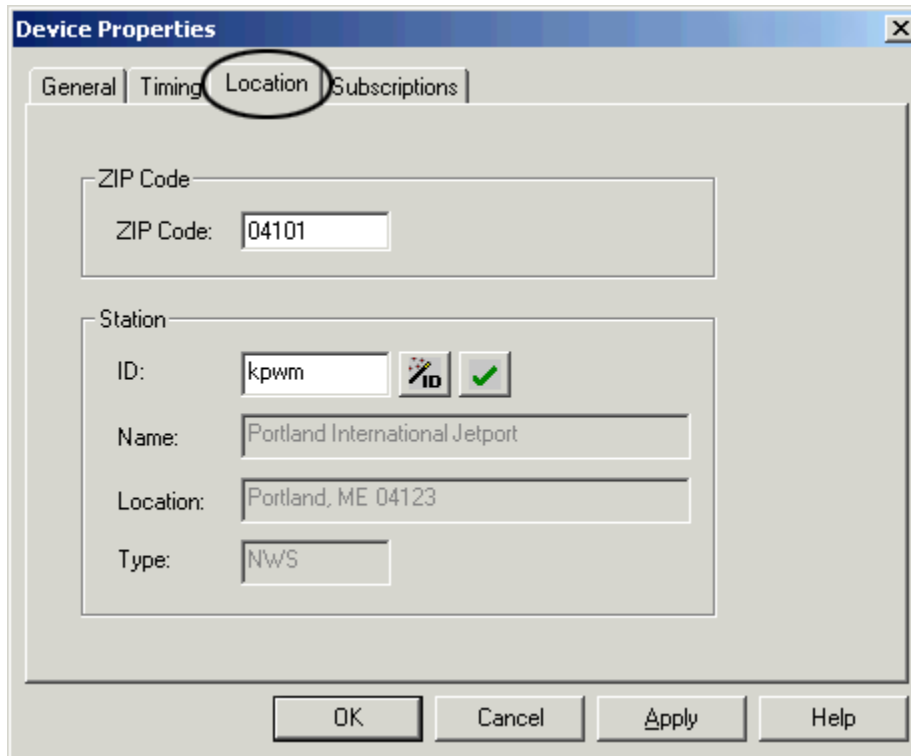 Device Properties
General Timing Location Subscriptions
ZIP Code
ZIP Code: 04101
Station
ID: kpwm ID
Name: Portland International Jetport
Location: Portland, ME 04123
Type: NWS
OK Cancel Apply Help